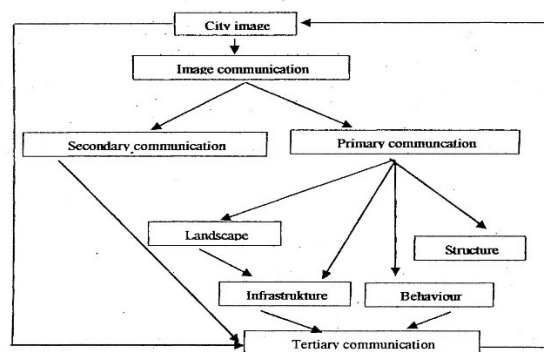 City image
Image communication
Secondary communication
Primary communcation
Landscape
Structure
Infrastrukture
Behaviour
Tertiary communication